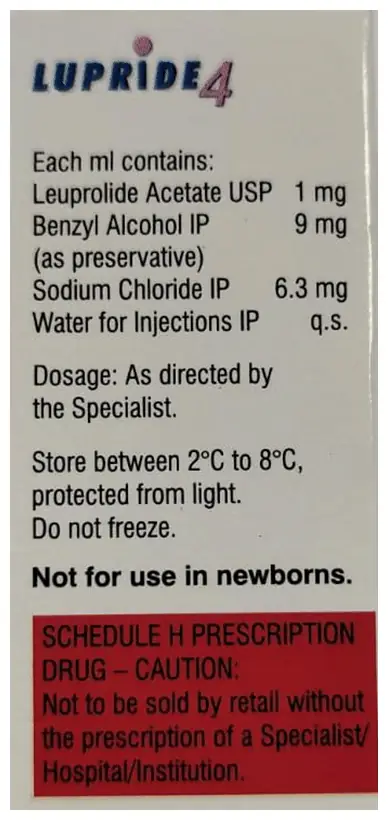 LUPRIDE 4
Each ml contains:
Leuprolide Acetate USP 1 mg
Benzyl Alcohol IP 9 mg
(as preservative)
Sodium Chloride IP 6.3 mg
Water for Injections IP q.s.
Dosage: As directed by
the Specialist.
Store between 2°C to 8°C,
protected from light.
Do not freeze.
Not for use in newborns.
SCHEDULE H PRESCRIPTION
DRUG – CAUTION:
Not to be sold by retail without
the prescription of a Specialist/
Hospital/Institution.